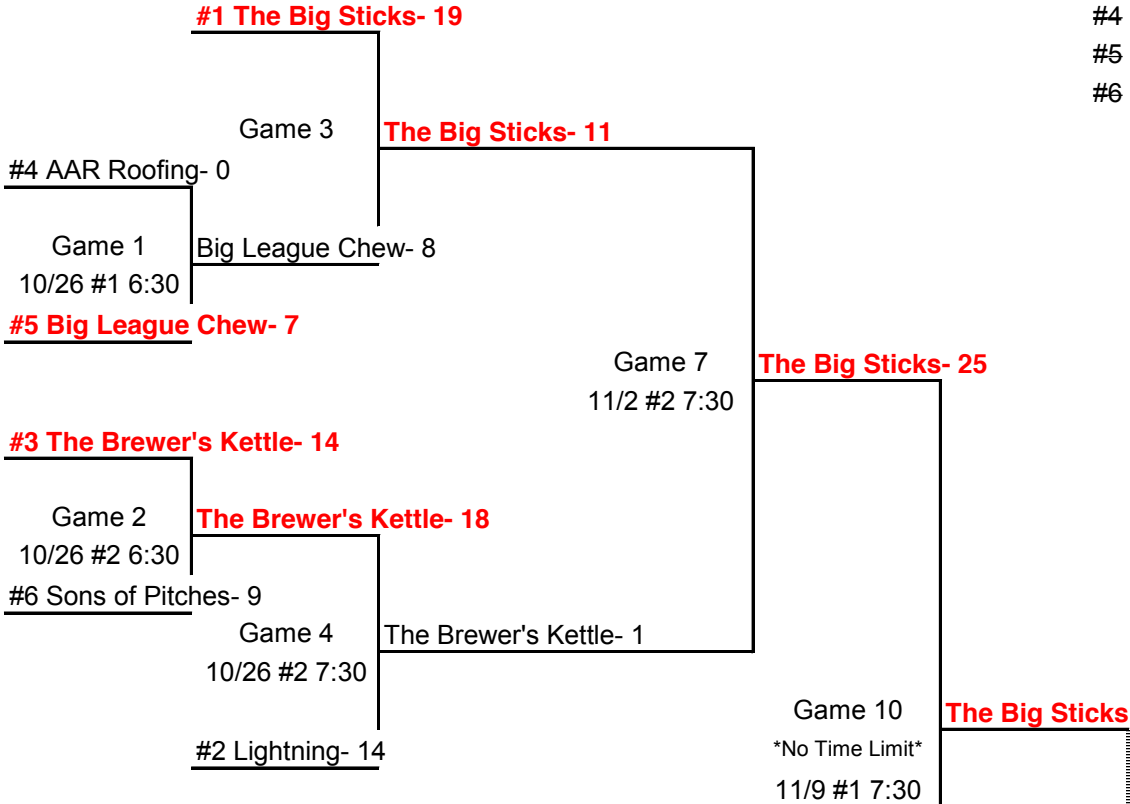 #1 The Big Sticks- 19
#4
#5
#6
Game 3
The Big Sticks- 11
#4 AAR Roofing- 0
Game 1
Big League Chew- 8
10/26 #1 6:30
#5 Big League Chew- 7
Game 7
The Big Sticks- 25
11/2 #2 7:30
#3 The Brewer's Kettle- 14
Game 2
The Brewer's Kettle- 18
10/26 #2 6:30
#6 Sons of Pitches- 9
Game 4
The Brewer's Kettle- 1
10/26 #2 7:30
Game 10
The Big Sticks
#2 Lightning- 14
*No Time Limit*
11/9 #1 7:30